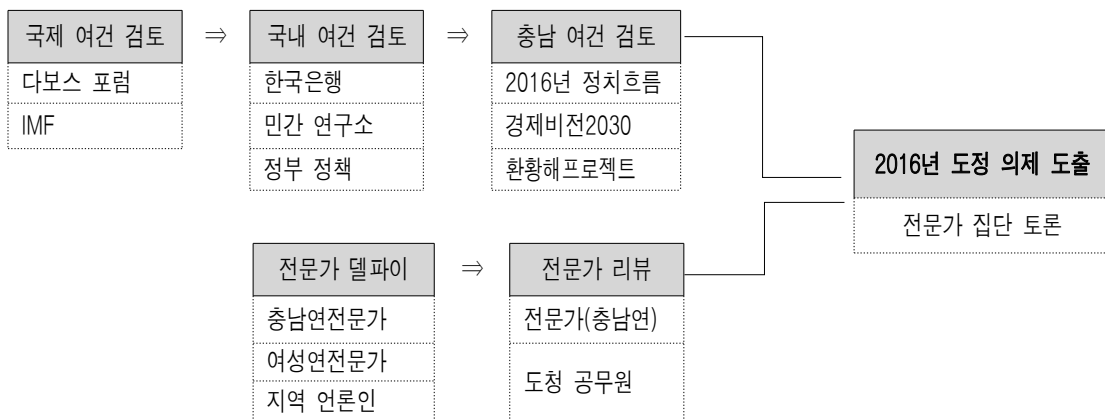 국제 여건 검토
다보스 포럼
IMF
⇒
국내 여건 검토
한국은행
민간 연구소
정부 정책
⇒
충남 여건 검토
2016년 정치흐름
경제비전2030
환황해프로젝트
전문가 델파이
충남연전문가
여성연전문가
지역 언론인
⇒
전문가 리뷰
전문가(충남연)
도청 공무원
2016년 도정 의제 도출
전문가 집단 토론